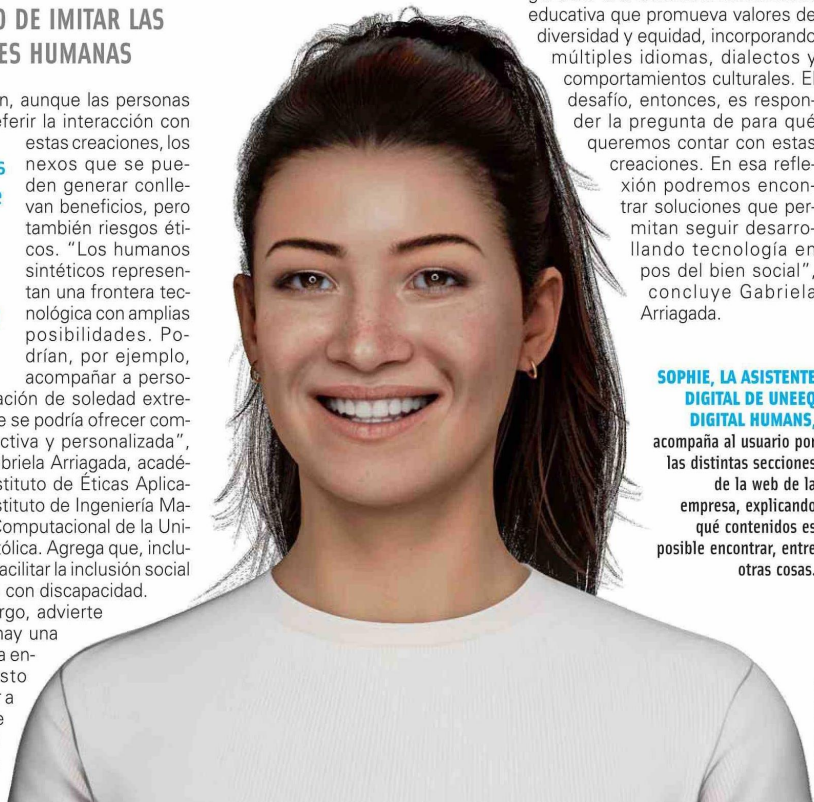 O DE IMITAR LAS
ES HUMANAS
n, aunque las personas
eferir la interacción con
estas creaciones, los
nexos que se pue-
den generar conlle-
van beneficios, pero
también riesgos éti-
cos. “Los humanos
sintéticos represen-
tan una frontera tec-
nológica con amplias
posibilidades. Po-
drían, por ejemplo,
acompañar a perso-
ación de soledad extre-
e se podría ofrecer com-
ctiva y personalizada”,
briela Arriagada, acadé-
stituto de Éticas Aplica-
stituto de Ingeniería Ma-
Computacional de la Uni-
tólica. Agrega que, inclu-
acilitar la inclusión social
con discapacidad.
rgo, advierte
hay una
a en-
sto
r a
e
educativa que promueva valores de
diversidad y equidad, incorporando
múltiples idiomas, dialectos y
comportamientos culturales. El
desafío, entonces, es respon-
der la pregunta de para qué
queremos contar con estas
creaciones. En esa refle-
xión podremos encon-
trar soluciones que per-
mitan seguir desarro-
llando tecnología en
pos del bien social”,
concluye Gabriela
Arriagada.
SOPHIE, LA ASISTENTE
DIGITAL DE UNEEQ
DIGITAL HUMANS,
acompaña al usuario por
las distintas secciones
de la web de la
empresa, explicando
qué contenidos es
posible encontrar, entre
otras cosas.